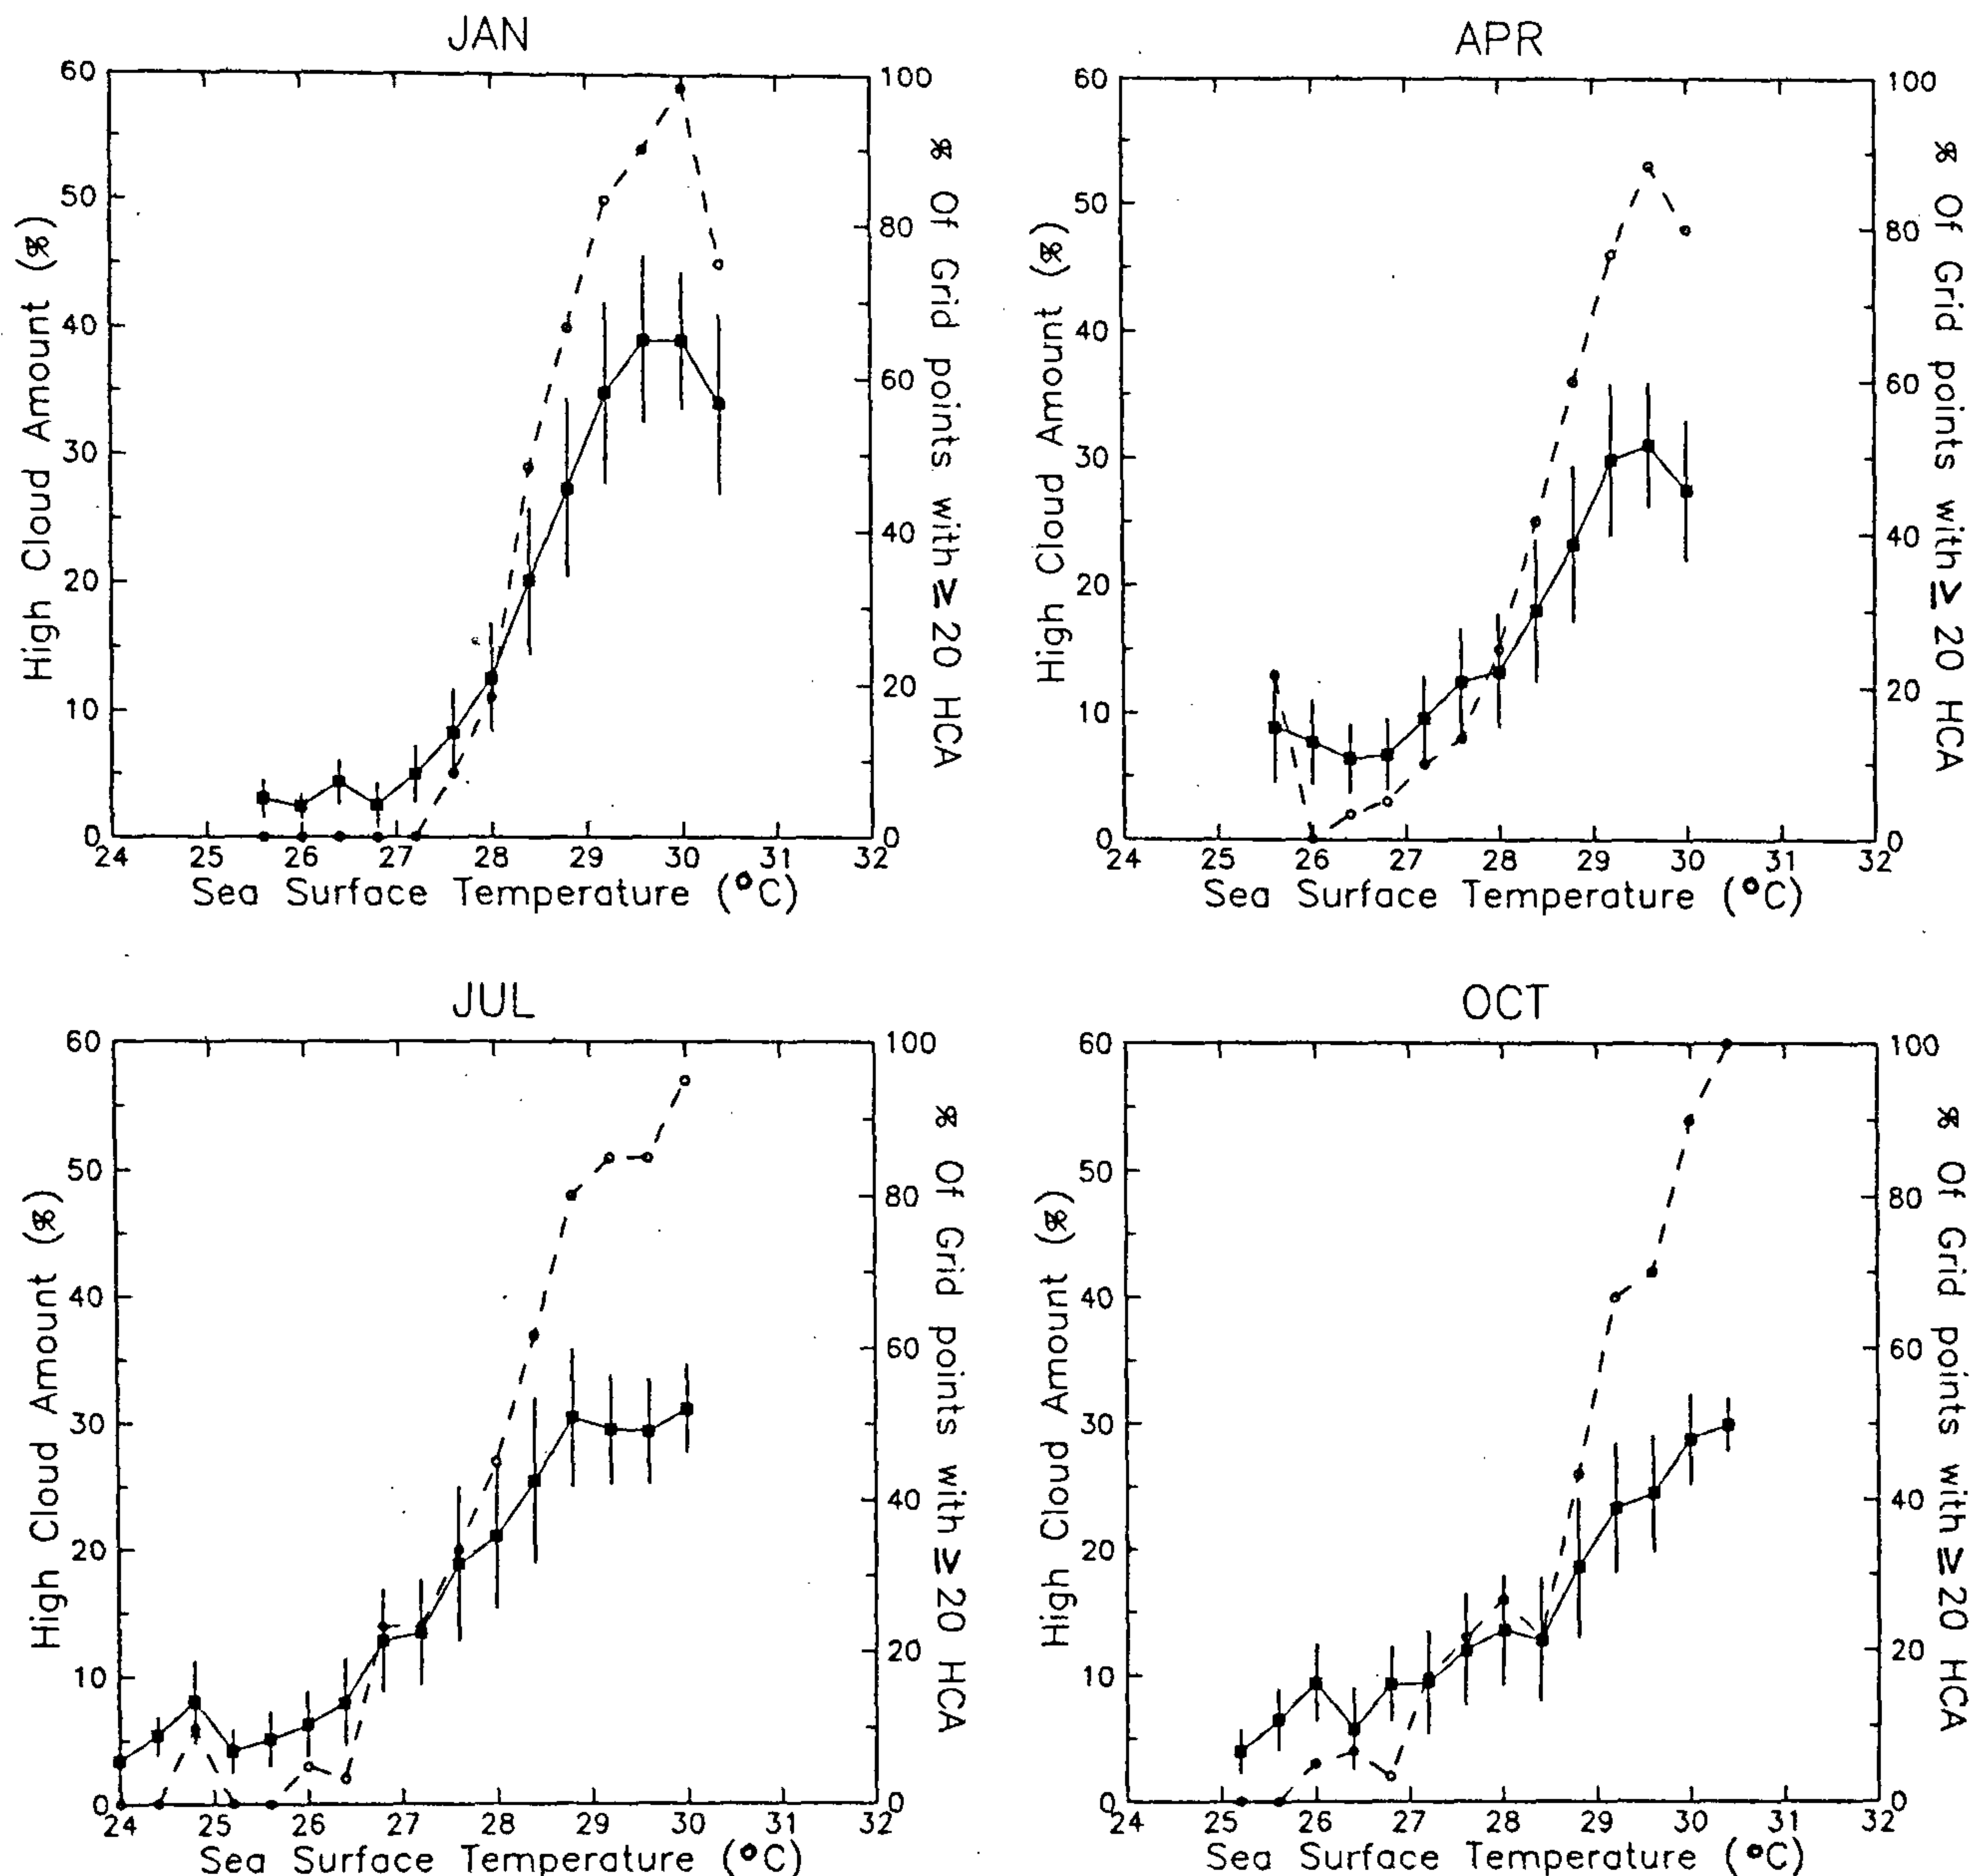 JAN
60
50
40
30
20
10
0
High Cloud Amount (%)
100
80
60
40
20
0
% Of Grid points with ≥ 20 HCA
24 25 26 27 28 29 30 31 32
Sea Surface Temperature (°C)
APR
60
50
40
30
20
10
0
High Cloud Amount (%)
100
80
60
40
20
0
% Of Grid points with ≥ 20 HCA
24 25 26 27 28 29 30 31 32
Sea Surface Temperature (°C)
JUL
60
50
40
30
20
10
0
High Cloud Amount (%)
100
80
60
40
20
0
% Of Grid points with ≥ 20 HCA
24 25 26 27 28 29 30 31 32
Sea Surface Temperature (°C)
OCT
60
50
40
30
20
10
0
High Cloud Amount (%)
100
80
60
40
20
0
% Of Grid points with ≥ 20 HCA
24 25 26 27 28 29 30 31 32
Sea Surface Temperature (°C)